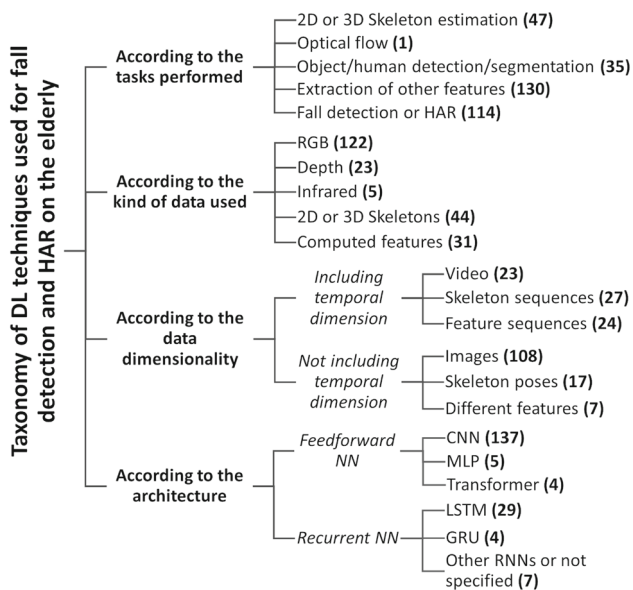 Taxonomy of DL techniques used for fall
detection and HAR on the elderly
According to the
tasks performed
2D or 3D Skeleton estimation (47)
Optical flow (1)
Object/human detection/segmentation (35)
Extraction of other features (130)
Fall detection or HAR (114)
According to the
kind of data used
RGB (122)
Depth (23)
Infrared (5)
2D or 3D Skeletons (44)
Computed features (31)
According to the
data
dimensionality
Including
temporal
dimension
Video (23)
Skeleton sequences (27)
Feature sequences (24)
Not including
temporal
dimension
Images (108)
Skeleton poses (17)
Different features (7)
According to the
architecture
Feedforward
NN
CNN (137)
MLP (5)
Transformer (4)
Recurrent NN
LSTM (29)
GRU (4)
Other RNNs or not
specified (7)